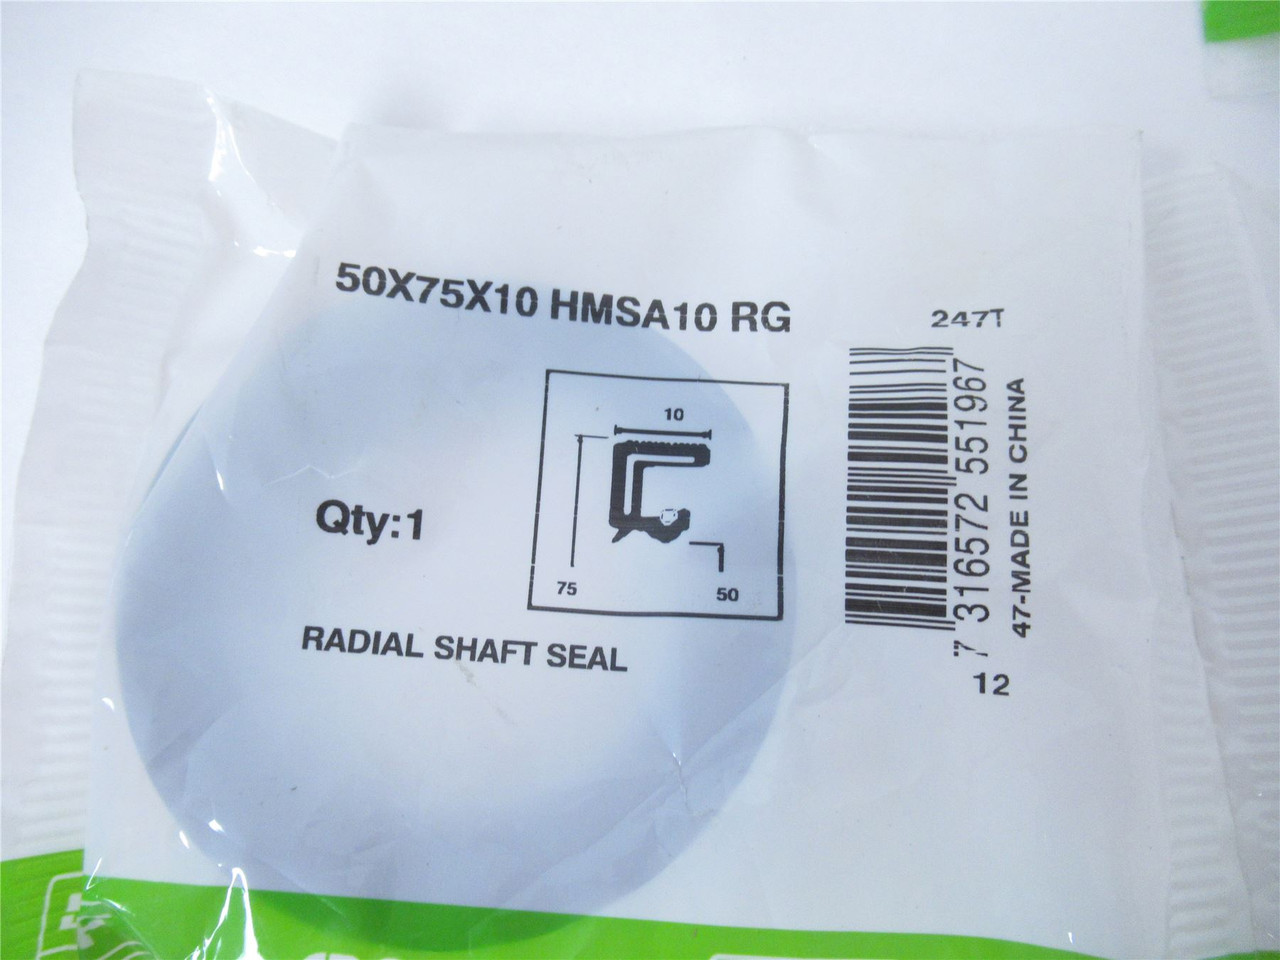 50X75X10 HMSA10 RG
247T
10
Qty:1
75
50
RADIAL SHAFT SEAL
7 316572 551967
47-MADE IN CHINA
12